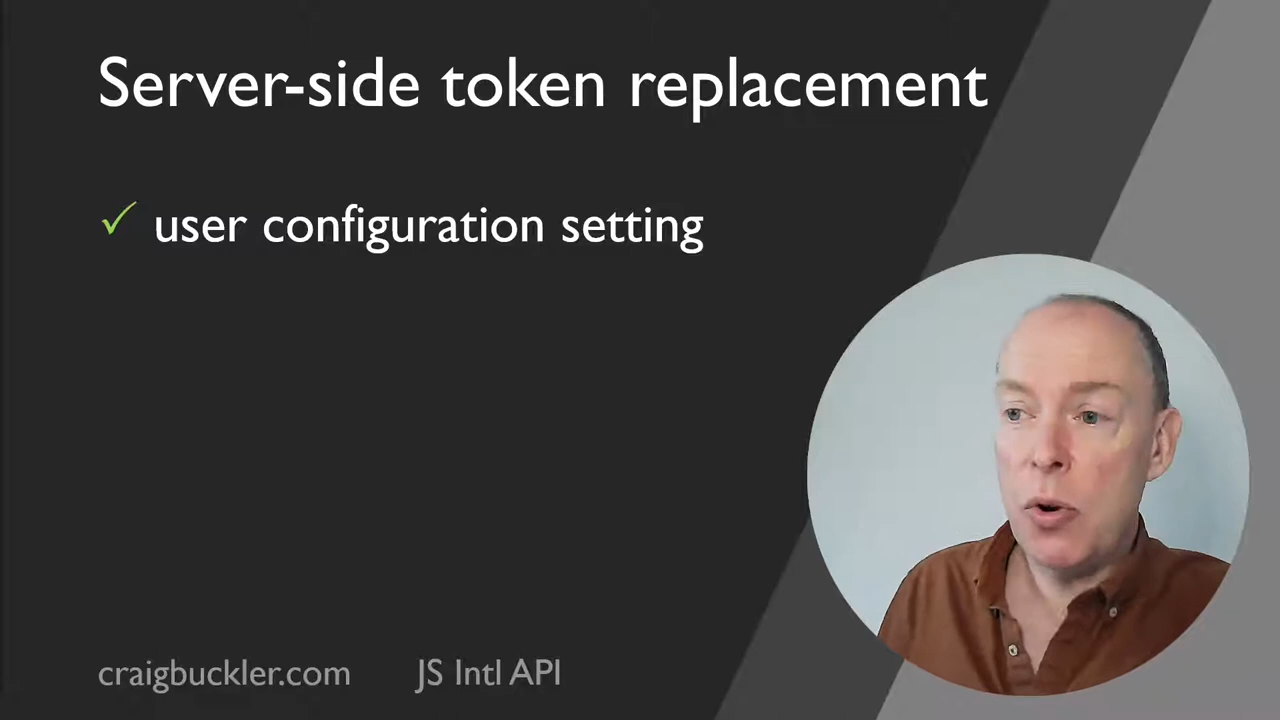 Server-side token replacement
✓ user configuration setting
craigbuckler.com JS Intl API